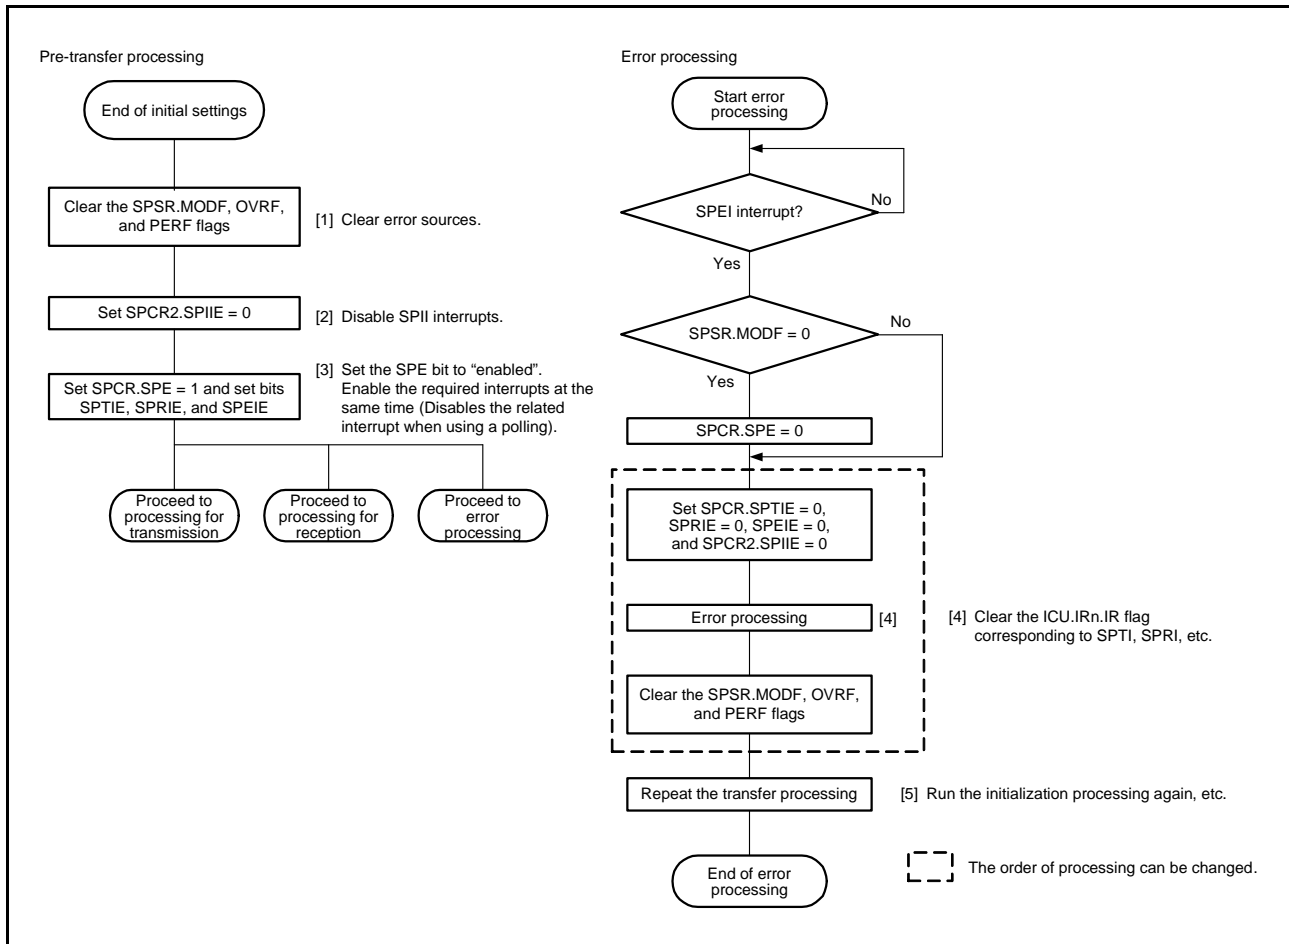 Pre-transfer processing
End of initial settings
Clear the SPSR.MODF, OVRF,
and PERF flags
[1] Clear error sources.
Set SPCR2.SPIIE = 0
[2] Disable SPII interrupts.
Set SPCR.SPE = 1 and set bits
SPTIE, SPRIE, and SPEIE
[3] Set the SPE bit to “enabled”.
Enable the required interrupts at the
same time (Disables the related
interrupt when using a polling).
Proceed to
processing for
transmission
Proceed to
processing for
reception
Proceed to
error
processing
Error processing
Start error
processing
SPEI interrupt?
No
Yes
SPSR.MODF = 0
No
Yes
SPCR.SPE = 0
Set SPCR.SPTIE = 0,
SPRIE = 0, SPEIE = 0,
and SPCR2.SPIIE = 0
Error processing
[4]
[4] Clear the ICU.IRn.IR flag
corresponding to SPTI, SPRI, etc.
Clear the SPSR.MODF, OVRF,
and PERF flags
Repeat the transfer processing
[5] Run the initialization processing again, etc.
End of error
processing
The order of processing can be changed.